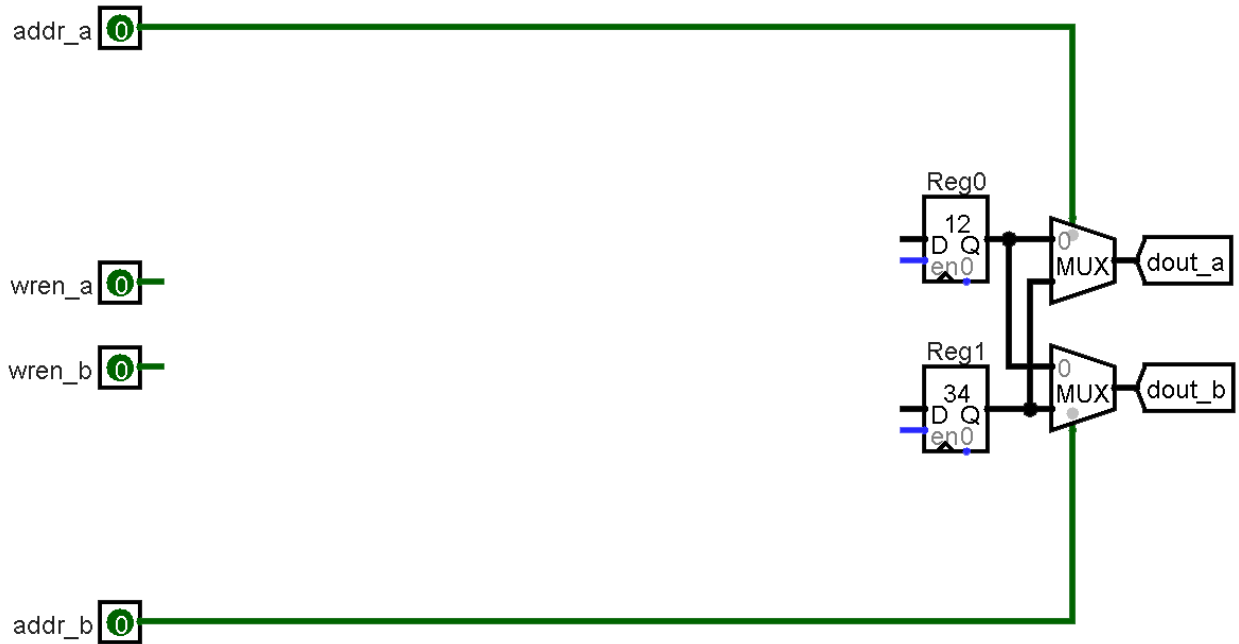 addr_a 0
Reg0
12
D Q
en0
0
MUX
dout_a
wren_a 0
wren_b 0
Reg1
34
D Q
en0
0
MUX
dout_b
addr_b 0